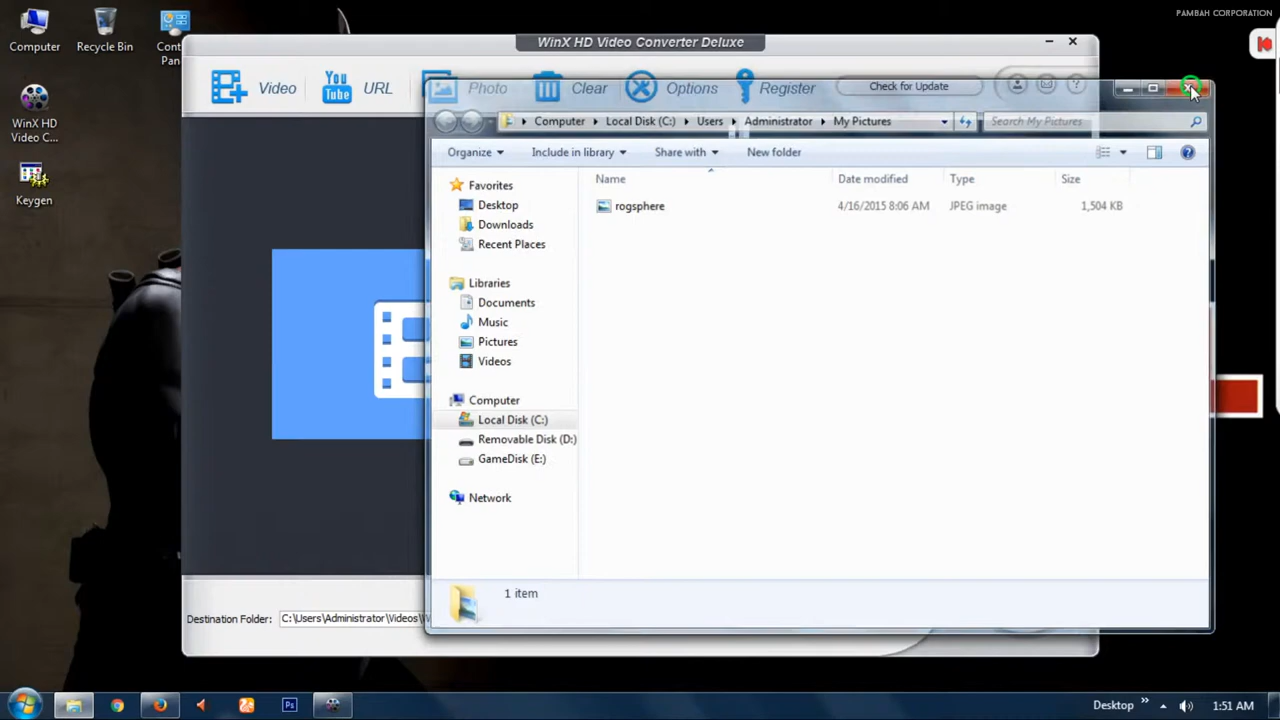 PAMBAH CORPORATION
Computer
Recycle Bin
Cont
Pan
WinX HD
Video C...
Keygen
WinX HD Video Converter Deluxe
Video
You
Tube
URL
Photo
Clear
Options
Register
Check for Update
Computer
Local Disk (C:)
Users
Administrator
My Pictures
Search My Pictures
Organize
Include in library
Share with
New folder
Name
Date modified
Type
Size
rogsphere
4/16/2015 8:06 AM
JPEG image
1,504 KB
Favorites
Desktop
Downloads
Recent Places
Libraries
Documents
Music
Pictures
Videos
Computer
Local Disk (C:)
Removable Disk (D:)
GameDisk (E:)
Network
1 item
Destination Folder:
C:\Users\Administrator\Videos\W
Ps
Desktop
1:51 AM